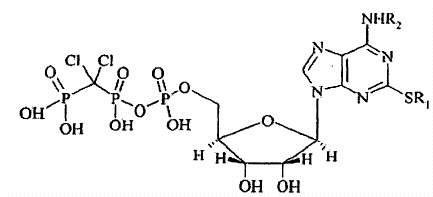 NHR₂
Cl Cl
N N
O O O
P P P O
OH O N N SR₁
OH OH OH O
H H H H
OH OH